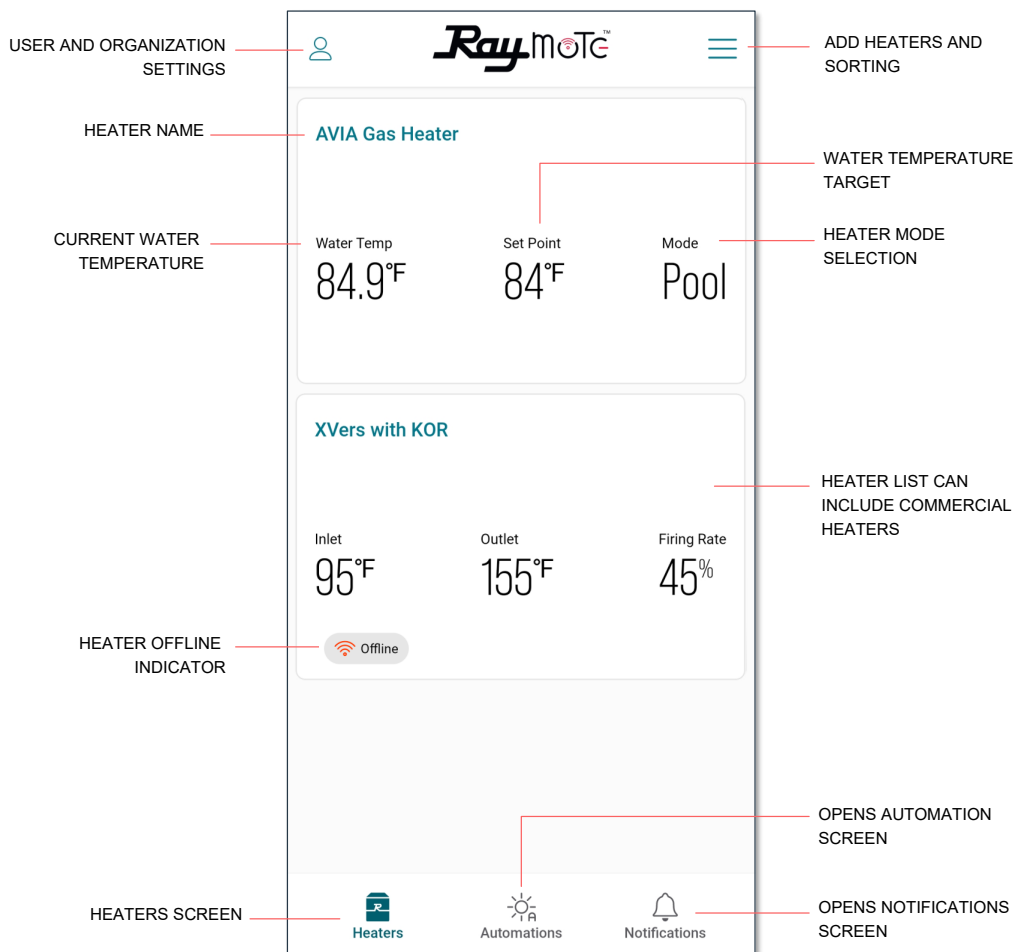 USER AND ORGANIZATION
SETTINGS
Raymote™
ADD HEATERS AND
SORTING
HEATER NAME
AVIA Gas Heater
WATER TEMPERATURE
TARGET
CURRENT WATER
TEMPERATURE
Water Temp
Set Point
Mode
84.9°F
84°F
Pool
HEATER MODE
SELECTION
XVers with KOR
HEATER LIST CAN
INCLUDE COMMERCIAL
HEATERS
Inlet
Outlet
Firing Rate
95°F
155°F
45%
HEATER OFFLINE
INDICATOR
Offline
OPENS AUTOMATION
SCREEN
HEATERS SCREEN
R
A
Heaters
Automations
Notifications
OPENS NOTIFICATIONS
SCREEN